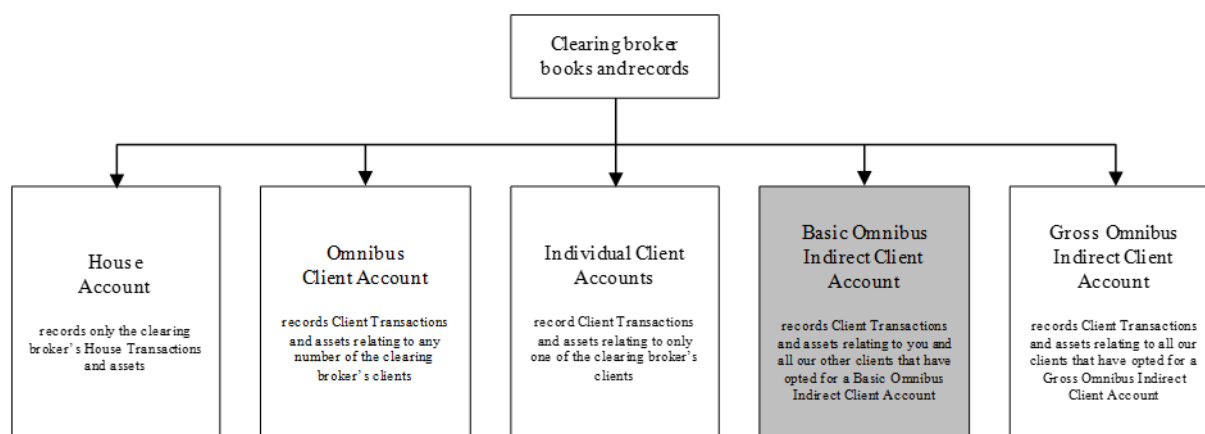 Clearing broker
books and records
House
Account
records only the clearing
broker's House Transactions
and assets
Omnibus
Client Account
records Client Transactions
and assets relating to any
number of the clearing
broker's clients
Individual Client
Accounts
record Client Transactions
and assets relating to only
one of the clearing broker's
clients
Basic Omnibus
Indirect Client
Account
records Client Transactions
and assets relating to you and
all our other clients that have
opted for a Basic Omnibus
Indirect Client Account
Gross Omnibus
Indirect Client
Account
records Client Transactions
and assets relating to all our
clients that have opted for a
Gross Omnibus Indirect
Client Account